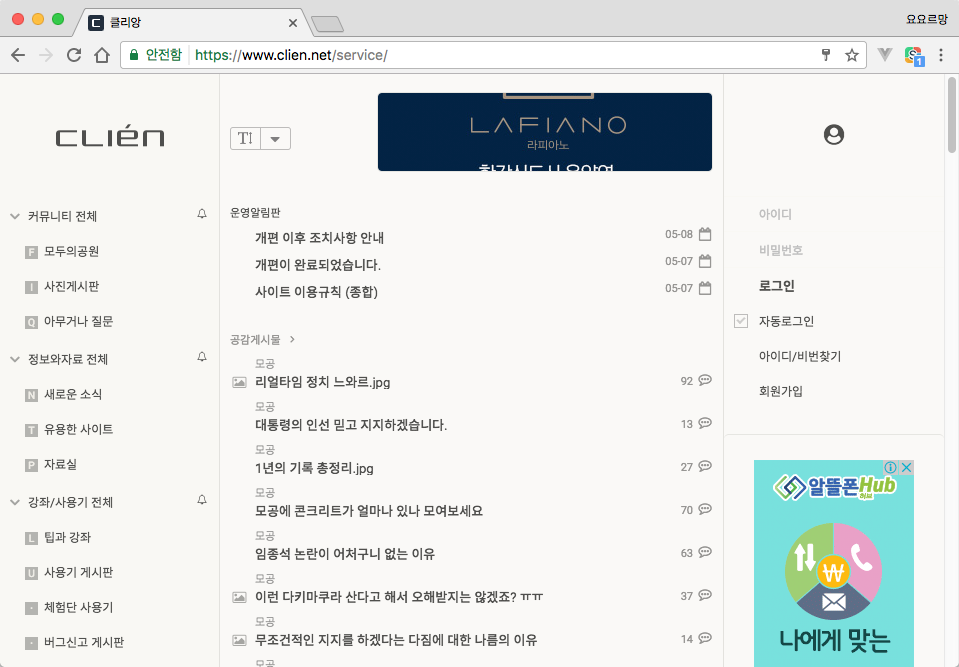 클리앙
요요르망
안전함 https://www.clien.net/service/
1
CLIÉN
커뮤니티 전체
F 모두의공원
I 사진게시판
Q 아무거나 질문
정보와자료 전체
N 새로운 소식
T 유용한 사이트
P 자료실
강좌/사용기 전체
L 팁과 강좌
U 사용기 게시판
· 체험단 사용기
· 버그신고 게시판
T!
LAFIANO
라피아노
운영알림판
개편 이후 조치사항 안내 05-08
개편이 완료되었습니다. 05-07
사이트 이용규칙 (종합) 05-07
공감게시물 >
모공
리얼타임 정치 느와르.jpg 92
모공
대통령의 인선 믿고 지지하겠습니다. 13
모공
1년의 기록 총정리.jpg 27
모공
모공에 콘크리트가 얼마나 있나 모여보세요 70
모공
임종석 논란이 어처구니 없는 이유 63
모공
이런 다키마쿠라 산다고 해서 오해받지는 않겠죠? ㅠㅠ 37
모공
무조건적인 지지를 하겠다는 다짐에 대한 나름의 이유 14
아이디
비밀번호
로그인
자동로그인
아이디/비번찾기
회원가입
알뜰폰Hub
허브
₩
나에게 맞는